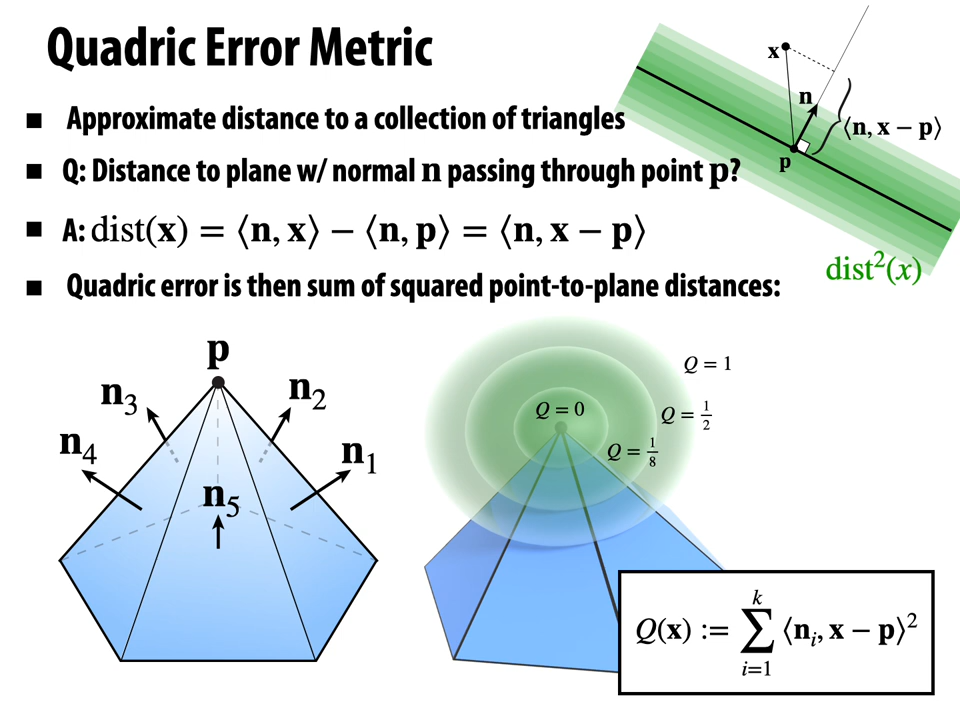 Quadric Error Metric
■ Approximate distance to a collection of triangles
■ Q: Distance to plane w/ normal n passing through point p?
■ A: dist(x) = ⟨n, x⟩ − ⟨n, p⟩ = ⟨n, x − p⟩
■ Quadric error is then sum of squared point-to-plane distances:
x
n
⟨n, x − p⟩
p
dist²(x)
p
n₃
n₂
n₄
n₁
n₅
Q = 1
Q = 0
Q = 1/2
Q = 1/8
Q(x) := ∑ᵢ₌₁ᵏ ⟨nᵢ, x − p⟩²